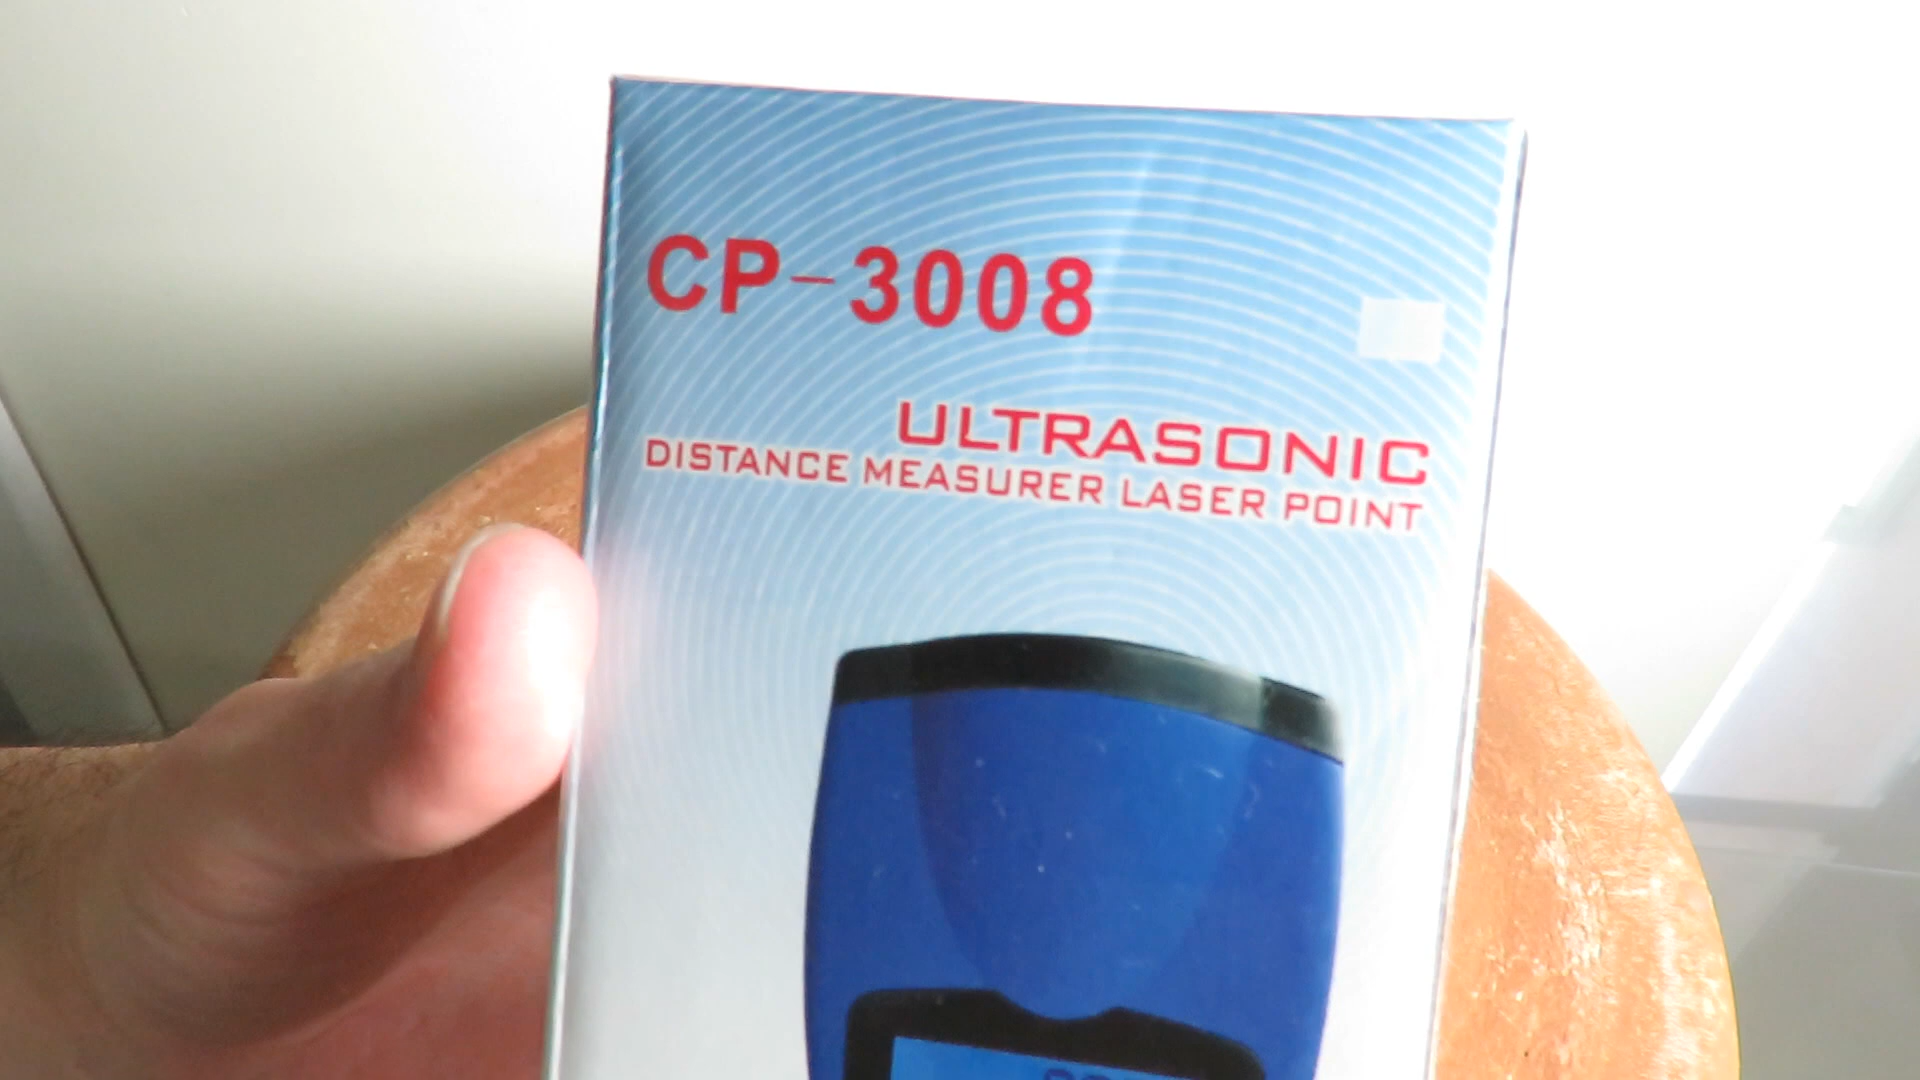 CP-3008
ULTRASONIC
DISTANCE MEASURER LASER POINT